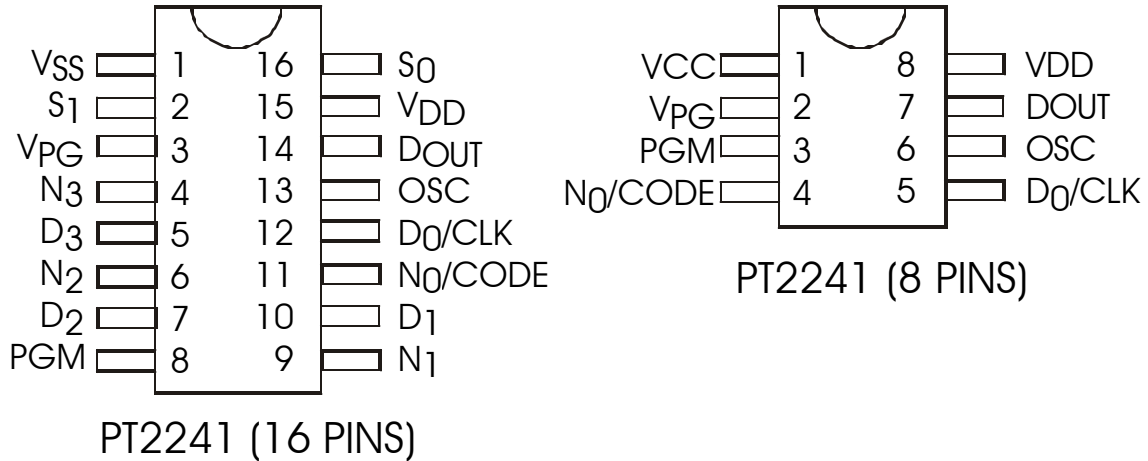 VSS 1 16 S0
S1 2 15 VDD
VPG 3 14 DOUT
N3 4 13 OSC
D3 5 12 D0/CLK
N2 6 11 N0/CODE
D2 7 10 D1
PGM 8 9 N1
PT2241 (16 PINS)
VCC 1 8 VDD
VPG 2 7 DOUT
PGM 3 6 OSC
N0/CODE 4 5 D0/CLK
PT2241 (8 PINS)